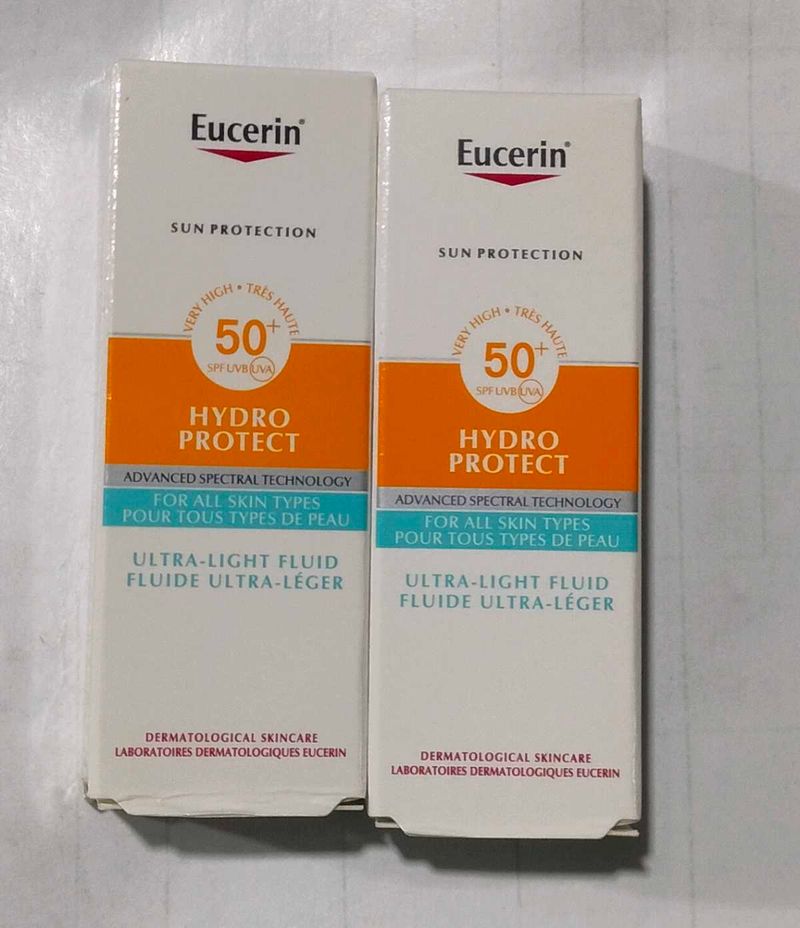 Eucerin®
SUN PROTECTION
VERY HIGH • TRÈS HAUTE
50+
SPF UVB UVA
HYDRO
PROTECT
ADVANCED SPECTRAL TECHNOLOGY
FOR ALL SKIN TYPES
POUR TOUS TYPES DE PEAU
ULTRA-LIGHT FLUID
FLUIDE ULTRA-LÉGER
DERMATOLOGICAL SKINCARE
LABORATOIRES DERMATOLOGIQUES EUCERIN
Eucerin®
SUN PROTECTION
VERY HIGH • TRÈS HAUTE
50+
SPF UVB UVA
HYDRO
PROTECT
ADVANCED SPECTRAL TECHNOLOGY
FOR ALL SKIN TYPES
POUR TOUS TYPES DE PEAU
ULTRA-LIGHT FLUID
FLUIDE ULTRA-LÉGER
DERMATOLOGICAL SKINCARE
LABORATOIRES DERMATOLOGIQUES EUCERIN